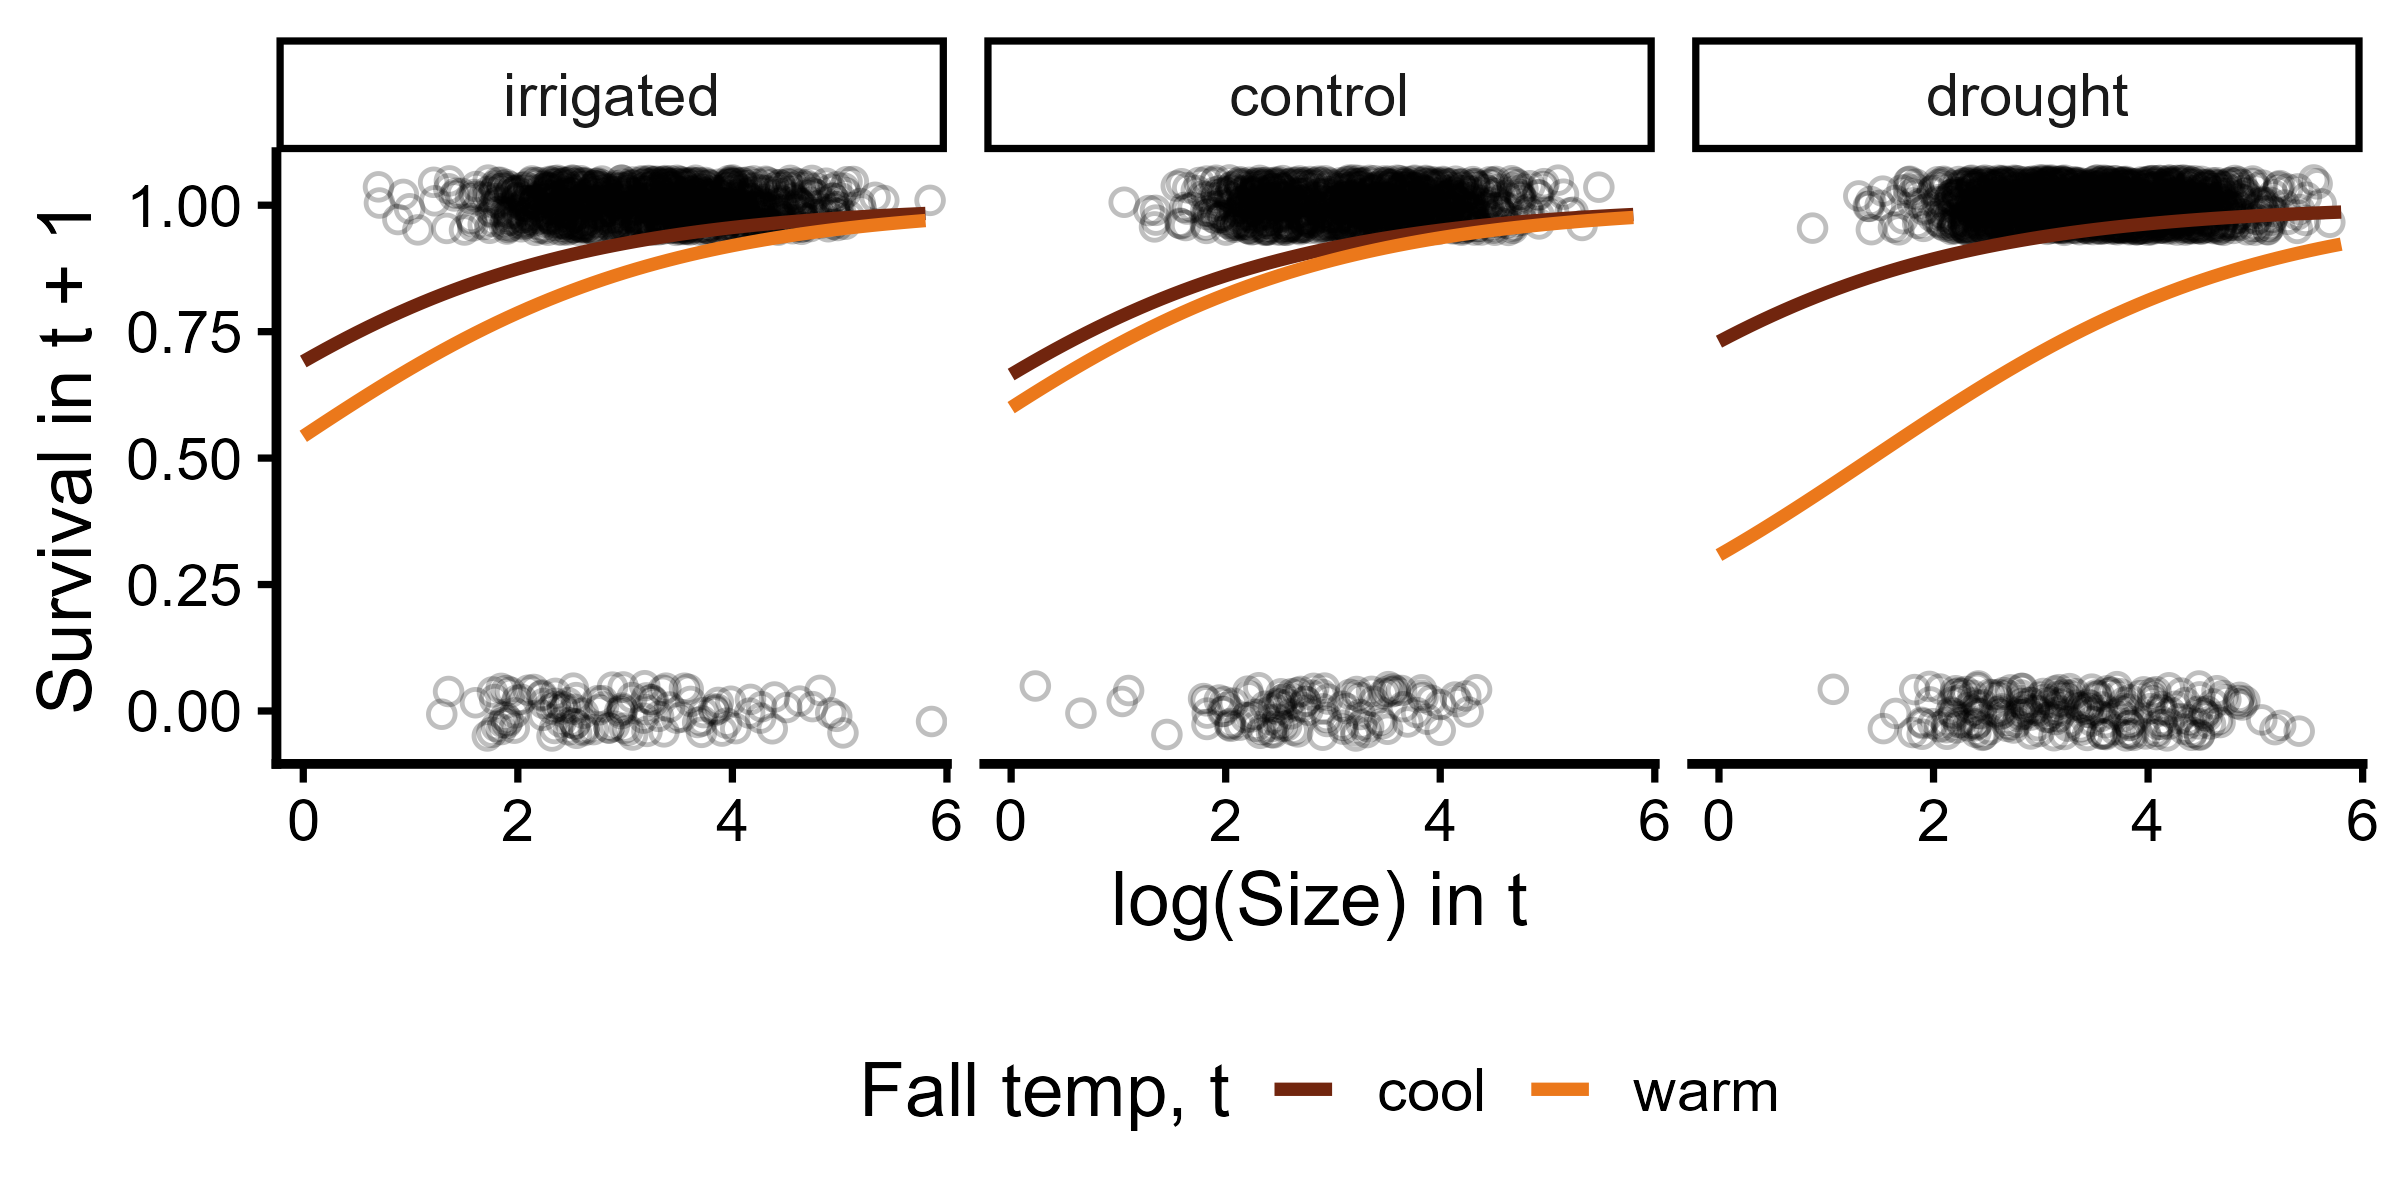 irrigated control drought
Survival in t + 1
1.00
0.75
0.50
0.25
0.00
0 2 4 6 0 2 4 6 0 2 4 6
log(Size) in t
Fall temp, t cool warm